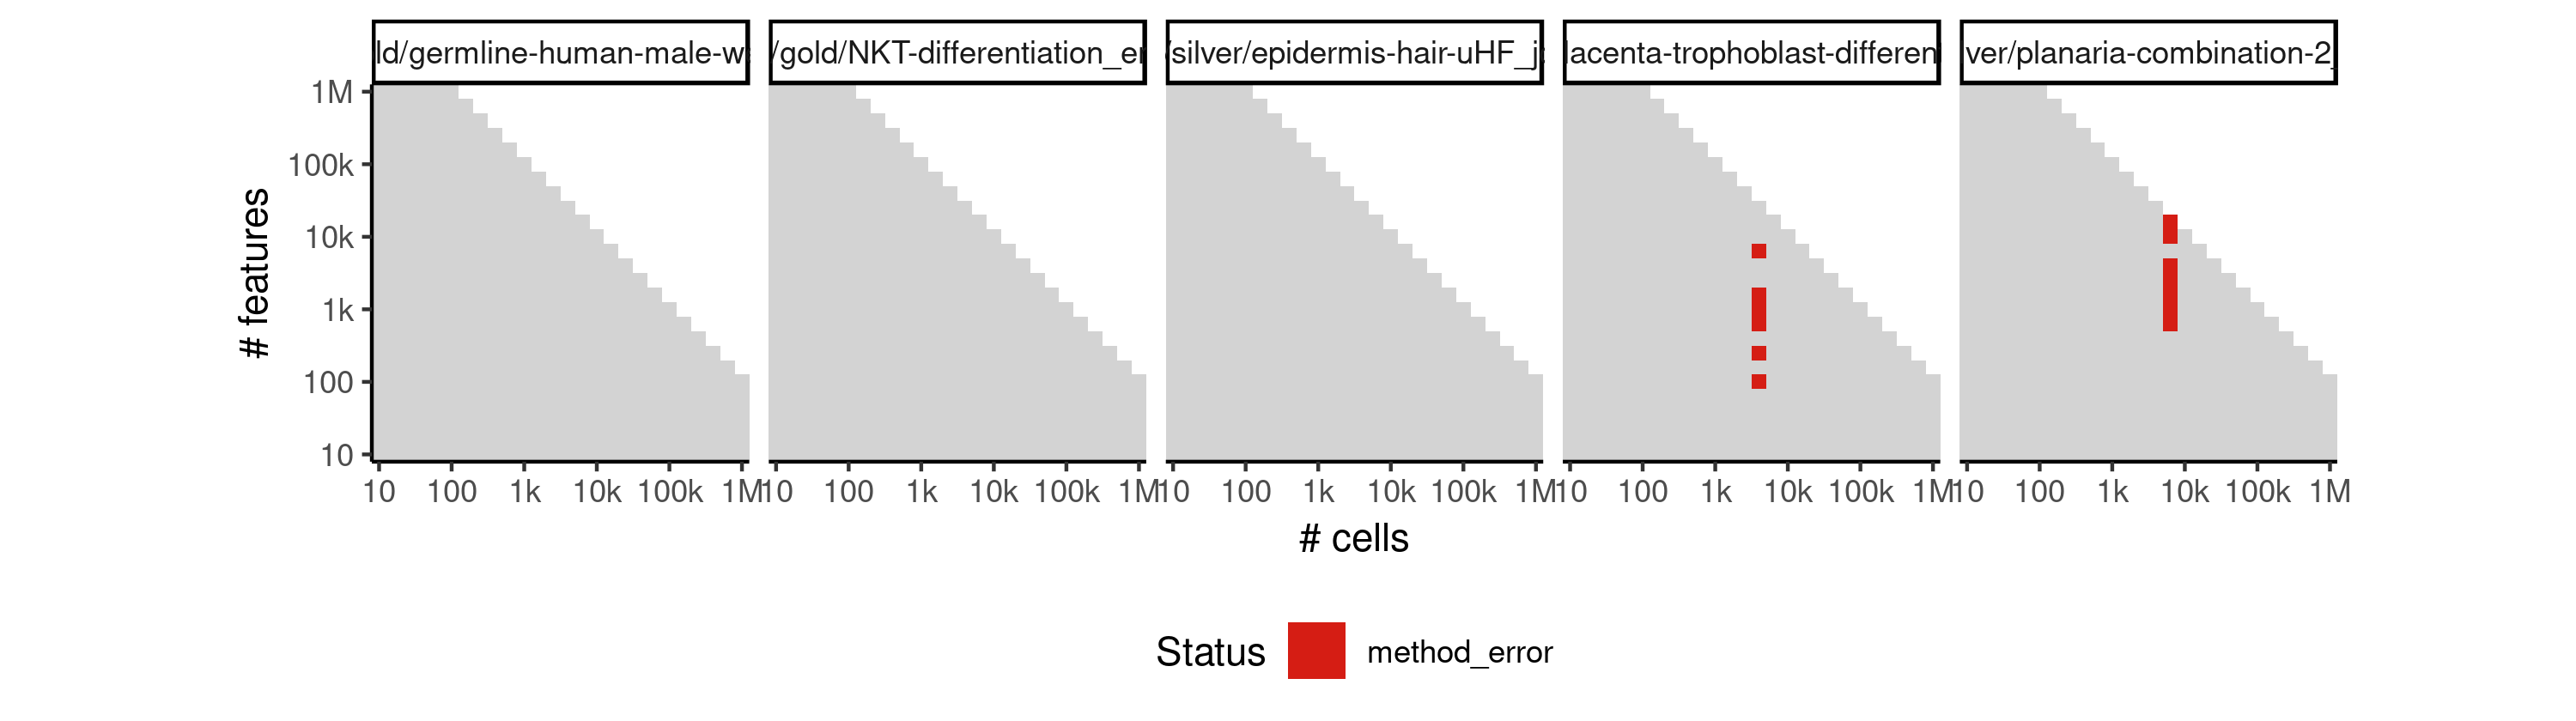 ld/germline-human-male-w
/gold/NKT-differentiation_er
/silver/epidermis-hair-uHF_j
lacenta-trophoblast-differen
ver/planaria-combination-2
# features
1M
100k
10k
1k
100
10
10 100 1k 10k 100k 1M
10 100 1k 10k 100k 1M
10 100 1k 10k 100k 1M
10 100 1k 10k 100k 1M
10 100 1k 10k 100k 1M
# cells
Status method_error